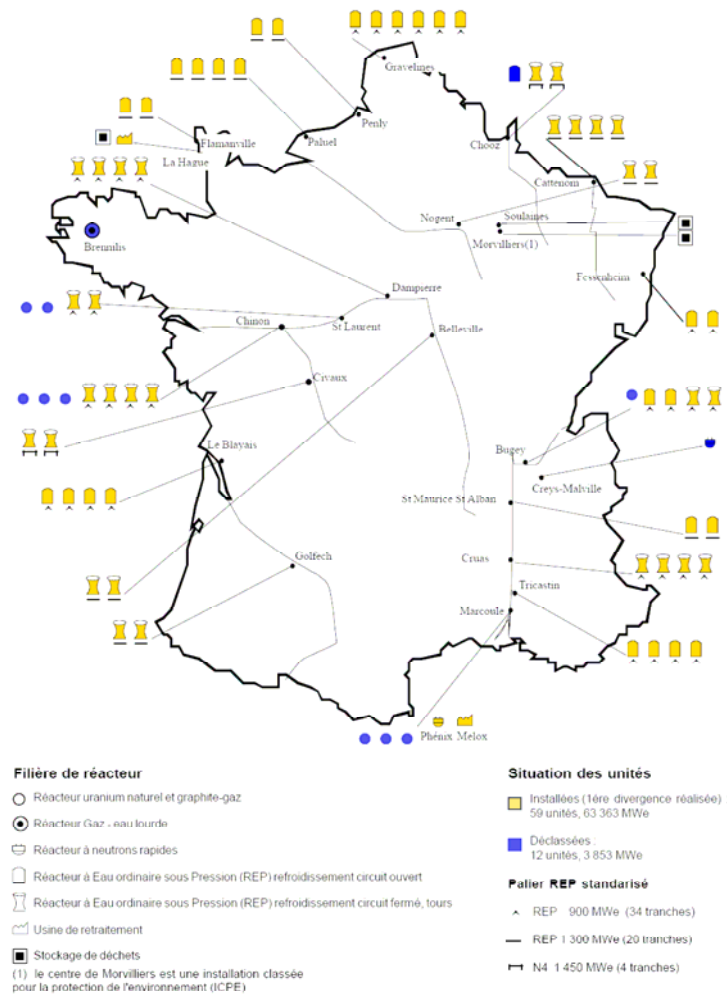 Gravelines
Penly
Paluel
Chooz
Flamanville
La Hague
Cattenom
Nogent
Soulaines
Morvilliers(1)
Brennilis
Fessenheim
Dampierre
Chinon
St Laurent
Belleville
Civaux
Le Blayais
Bugey
Creys-Malville
St Maurice St Alban
Golfech
Cruas
Tricastin
Marcoule
Phénix Melox
Filière de réacteur
Réacteur uranium naturel et graphite-gaz
Réacteur Gaz - eau lourde
Réacteur à neutrons rapides
Réacteur à Eau ordinaire sous Pression (REP) refroidissement circuit ouvert
Réacteur à Eau ordinaire sous Pression (REP) refroidissement circuit fermé, tours
Usine de retraitement
Stockage de déchets
(1) le centre de Morvilliers est une installation classée
pour la protection de l'environnement (ICPE)
Situation des unités
Installées (1ère divergence réalisée)
59 unités, 63 363 MWe
Déclassées :
12 unités, 3 853 MWe
Palier REP standarisé
REP 900 MWe (34 tranches)
REP 1 300 MWe (20 tranches)
N4 1 450 MWe (4 tranches)